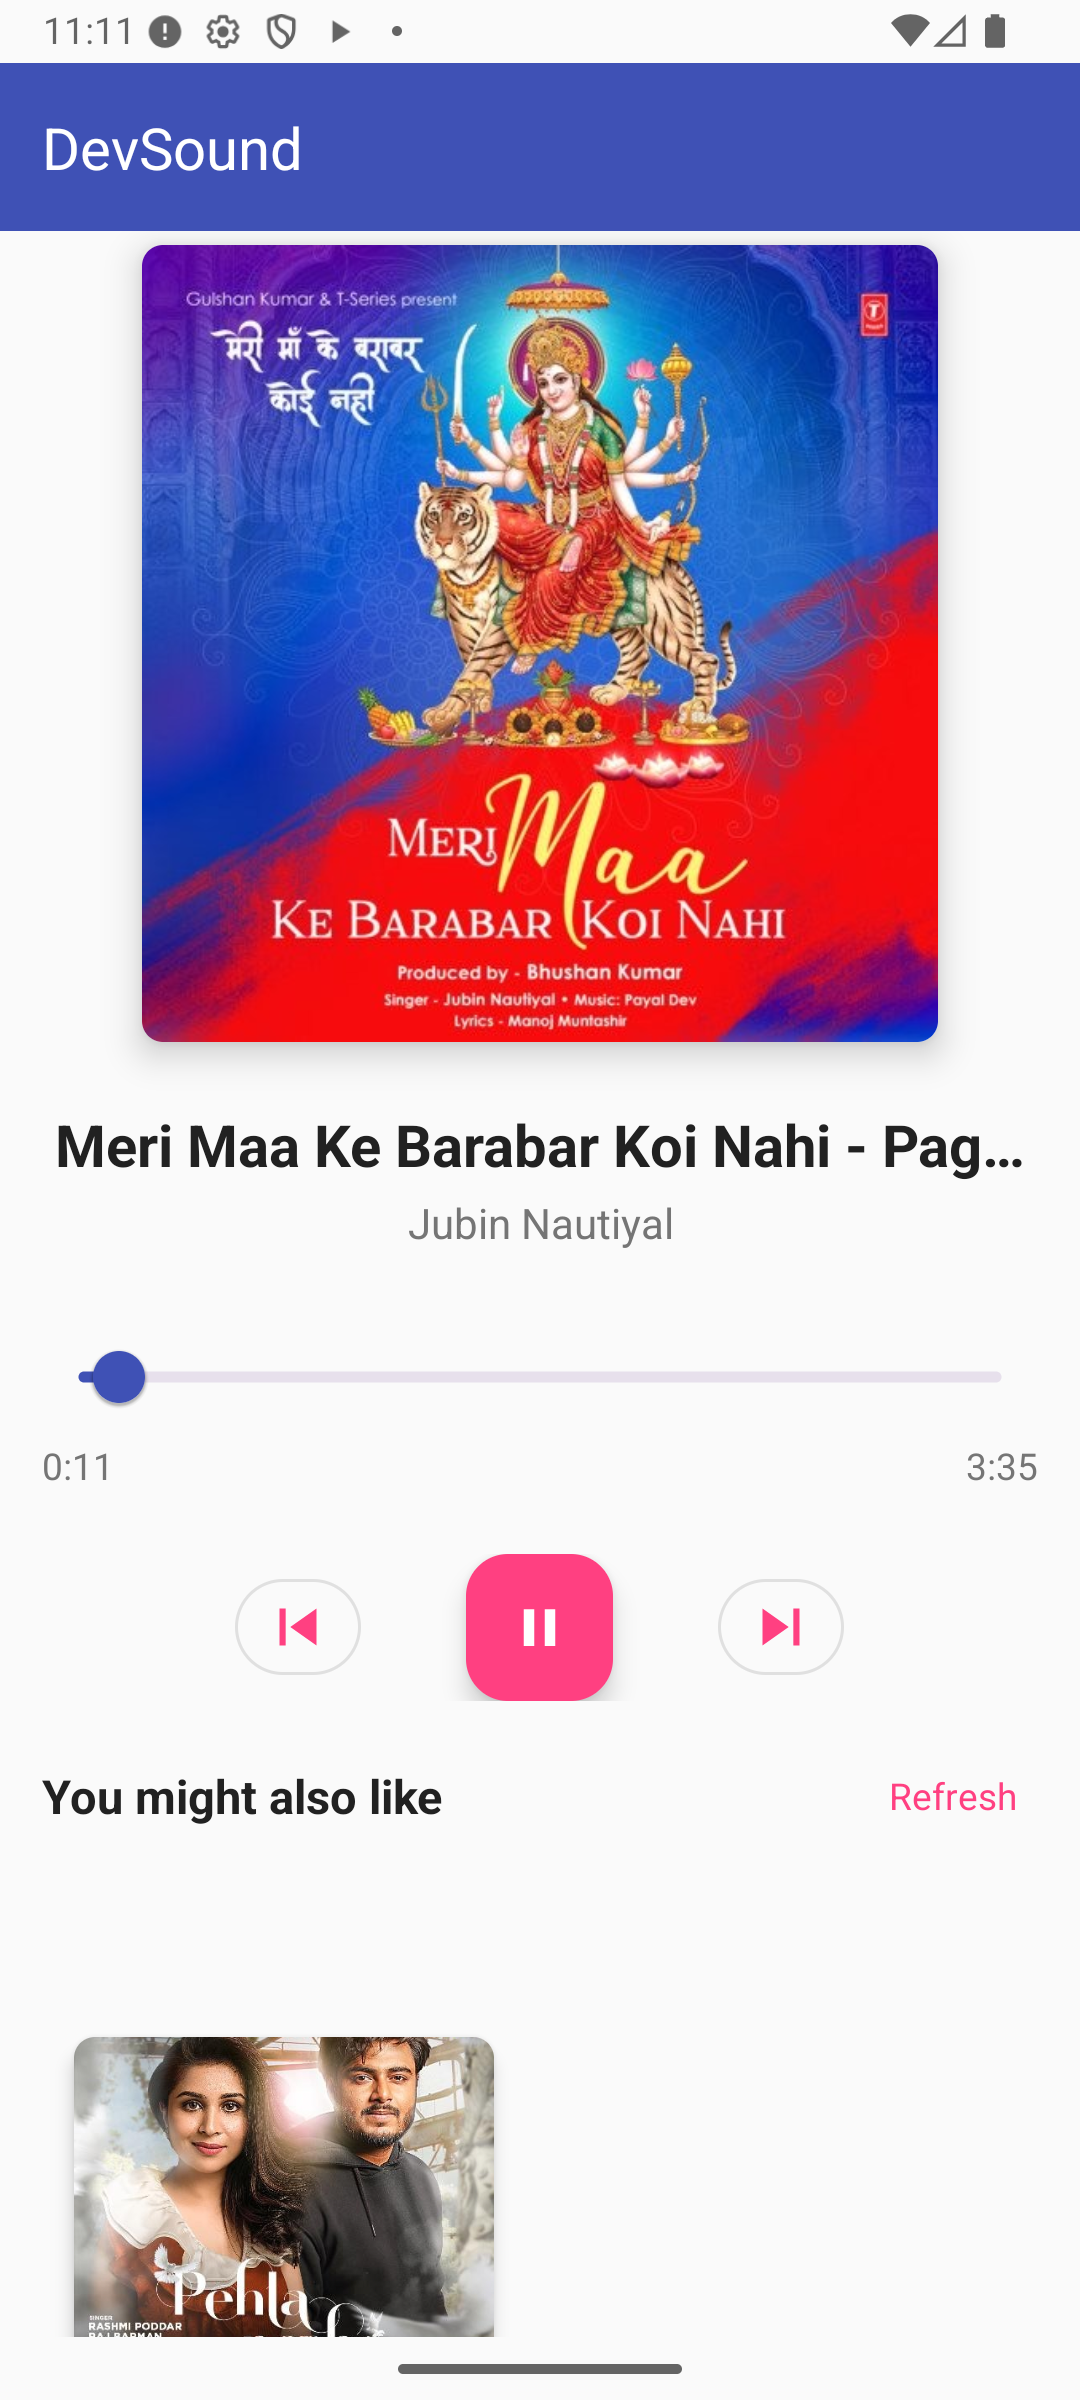 11:11
DevSound
Gulshan Kumar & T-Series present
मेरी माँ के बराबर
कोई नही
T
MERI Maa
KE BARABAR KOI NAHI
Produced by - Bhushan Kumar
Singer - Jubin Nautiyal • Music: Payal Dev
Lyrics - Manoj Muntashir
Meri Maa Ke Barabar Koi Nahi - Pag...
Jubin Nautiyal
0:11
3:35
You might also like
Refresh
Pehla
SINGER
RASHMI PODDAR
RAJ BARMAN